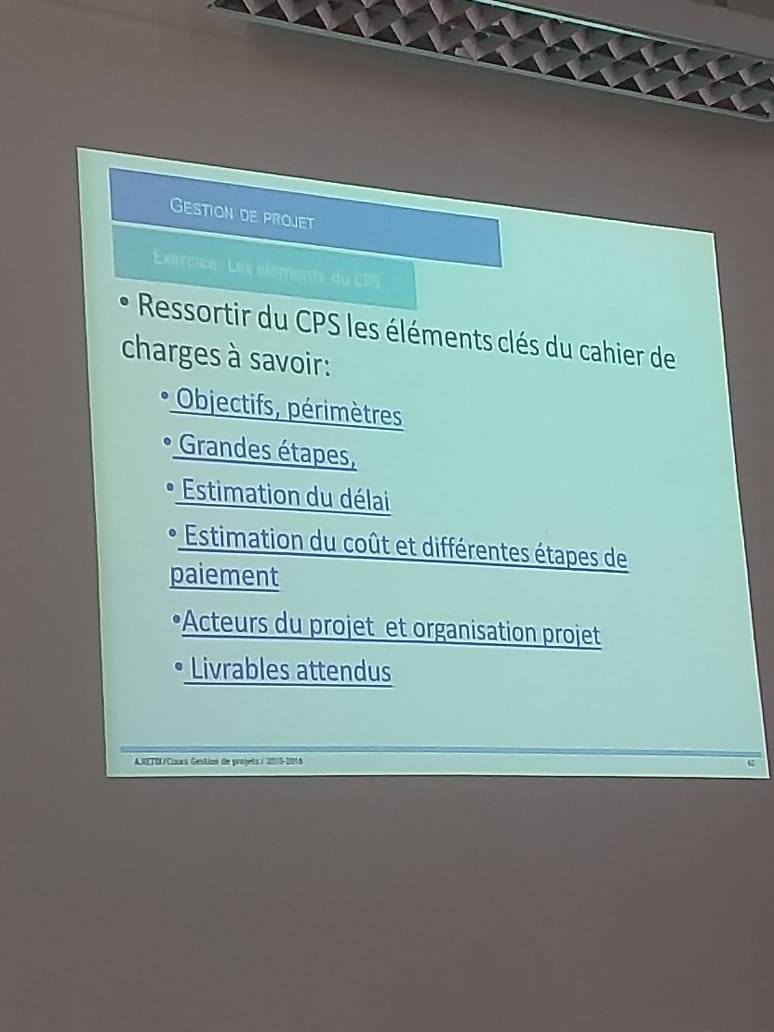 GESTION DE PROJET
Exercice: Les éléments du CPS
• Ressortir du CPS les éléments clés du cahier de
charges à savoir:
• Objectifs, périmètres
• Grandes étapes,
• Estimation du délai
• Estimation du coût et différentes étapes de
paiement
•Acteurs du projet et organisation projet
• Livrables attendus
/Cours Gestion de projets / 2015-2016